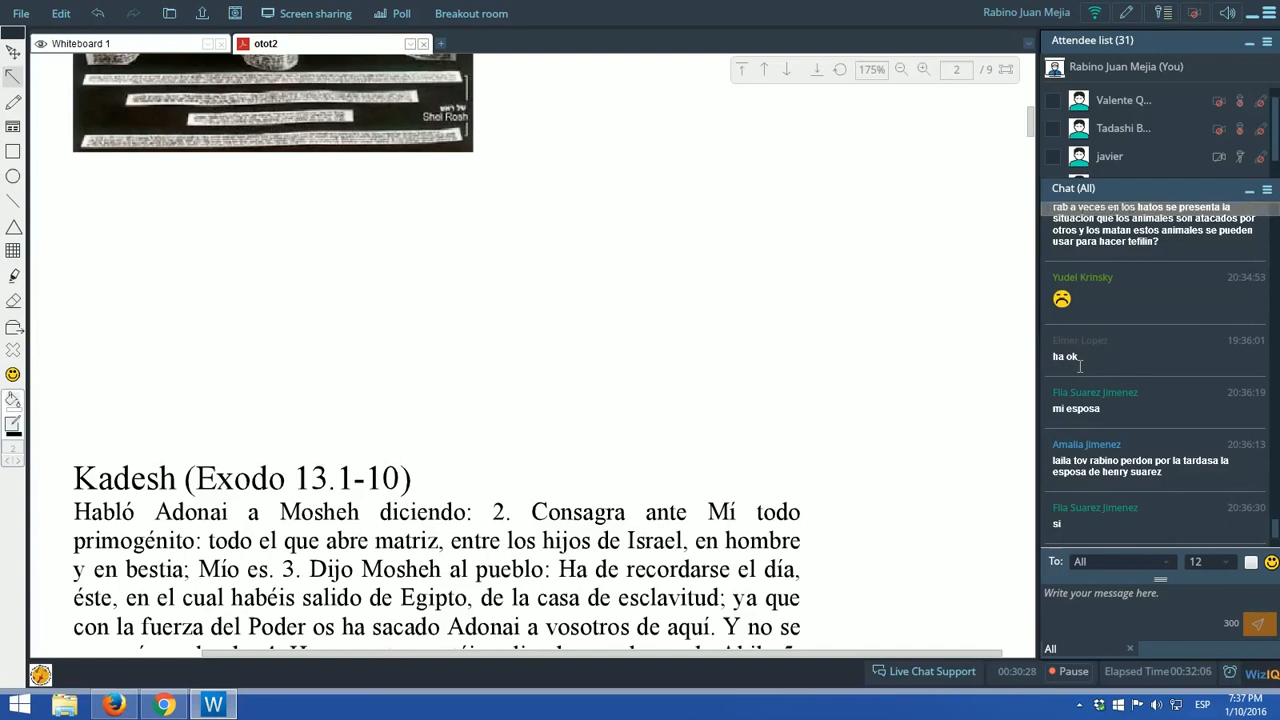 File Edit Screen sharing Poll Breakout room Rabino Juan Mejia
Whiteboard 1 otot2
Attendee list (31)
175% 2 / 9
Rabino Juan Mejia (You)
Valente Q...
Javier
של ראש
Shel Rosh
Chat (All)
rab a veces en los hatos se presenta la
situacion que los animales son atacados por
otros y los matan estos animales se pueden
usar para hacer tefilin?
Yudel Krinsky 20:34:53
Elmer Lopez 19:36:01
ha ok
Flia Suarez Jimenez 20:36:19
mi esposa
Amalia Jimenez 20:36:13
laila tov rabino perdon por la tardasa la
esposa de henry suarez
Flia Suarez Jimenez 20:36:30
si
Kadesh (Exodo 13.1-10)
Habló Adonai a Mosheh diciendo: 2. Consagra ante Mí todo
primogénito: todo el que abre matriz, entre los hijos de Israel, en hombre
y en bestia; Mío es. 3. Dijo Mosheh al pueblo: Ha de recordarse el día,
éste, en el cual habéis salido de Egipto, de la casa de esclavitud; ya que
con la fuerza del Poder os ha sacado Adonai a vosotros de aquí. Y no se
To: All 12
Write your message here.
300
All
2
Live Chat Support 00:30:28 Pause Elapsed Time 00:32:06 WizIQ
W ESP 7:37 PM
1/10/2016